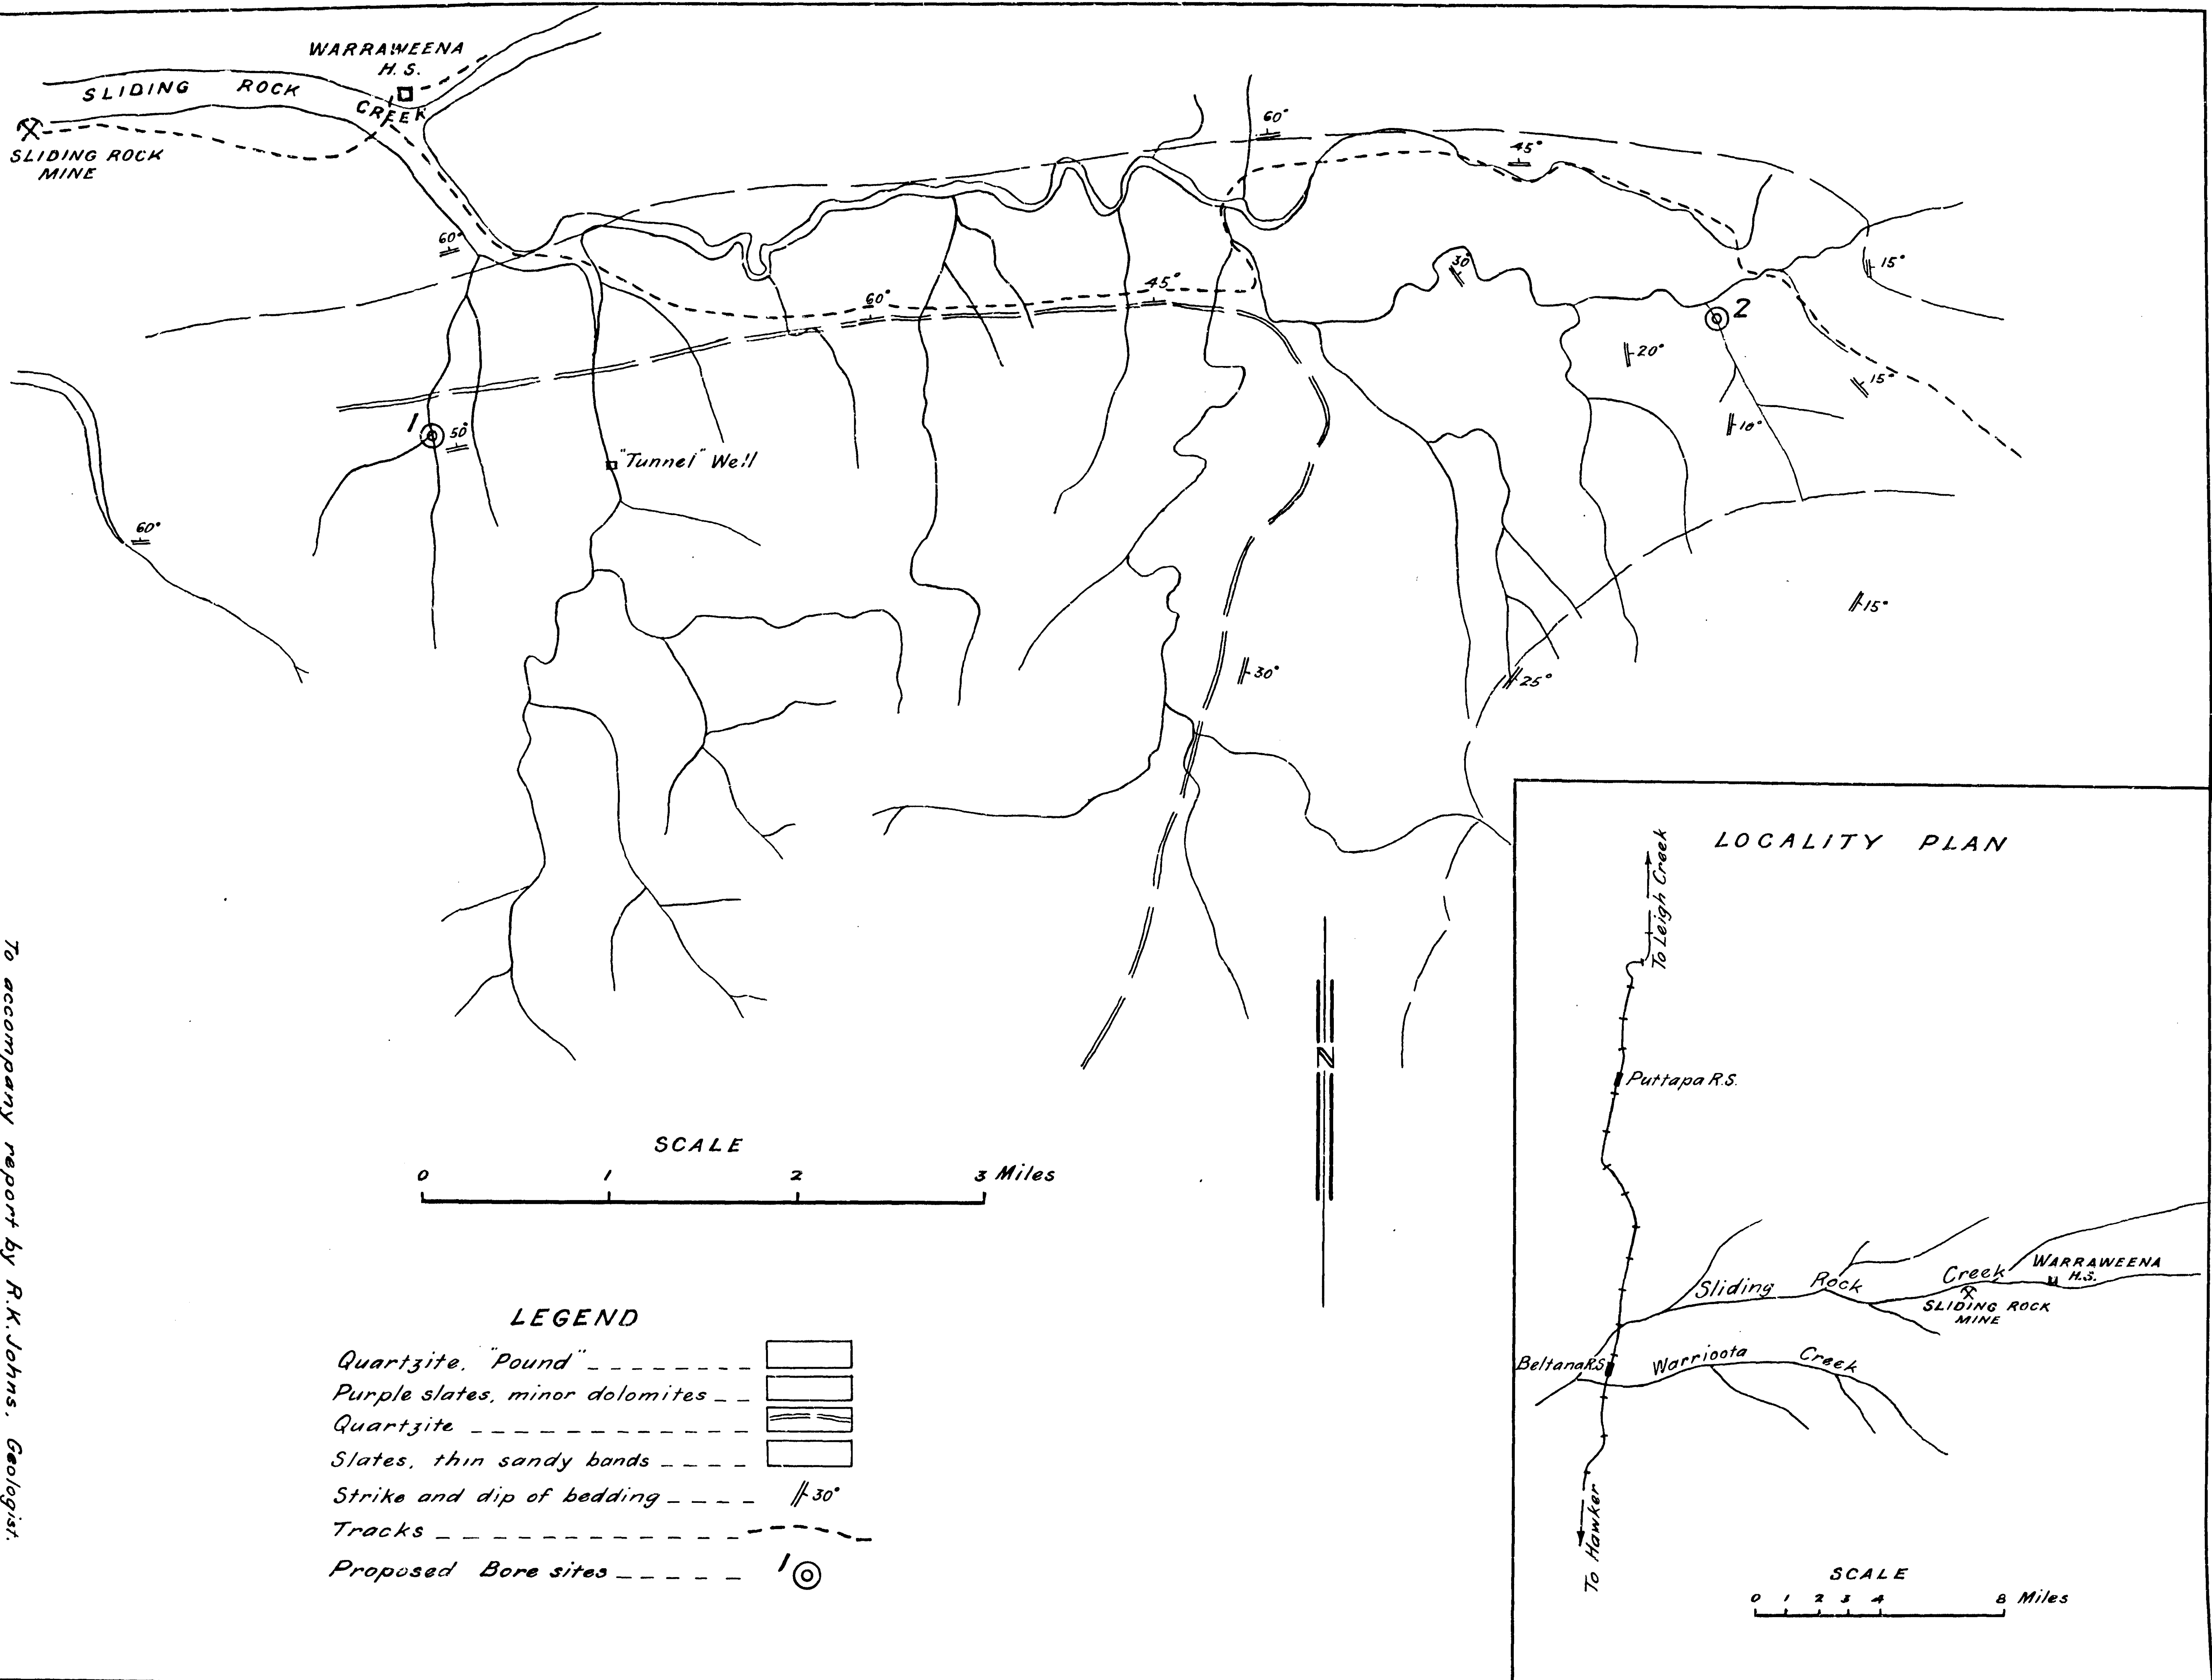 WARRAWEENA
H.S.
SLIDING ROCK CREEK
SLIDING ROCK
MINE
60°
45°
60°
15°
30°
45°
60°
2
20°
15°
10°
1
50°
"Tunnel" Well
60°
15°
30°
25°
N
SCALE
0 1 2 3 Miles
LEGEND
Quartzite, "Pound"
Purple slates, minor dolomites
Quartzite
Slates, thin sandy bands
Strike and dip of bedding 30°
Tracks
Proposed Bore sites 1
To accompany report by R.K.Johns, Geologist.
LOCALITY PLAN
To Leigh Creek
Puttapa R.S.
Sliding Rock Creek
WARRAWEENA
H.S.
SLIDING ROCK
MINE
Beltana R.S.
Warrioota Creek
To Hawker
SCALE
0 1 2 3 4 8 Miles